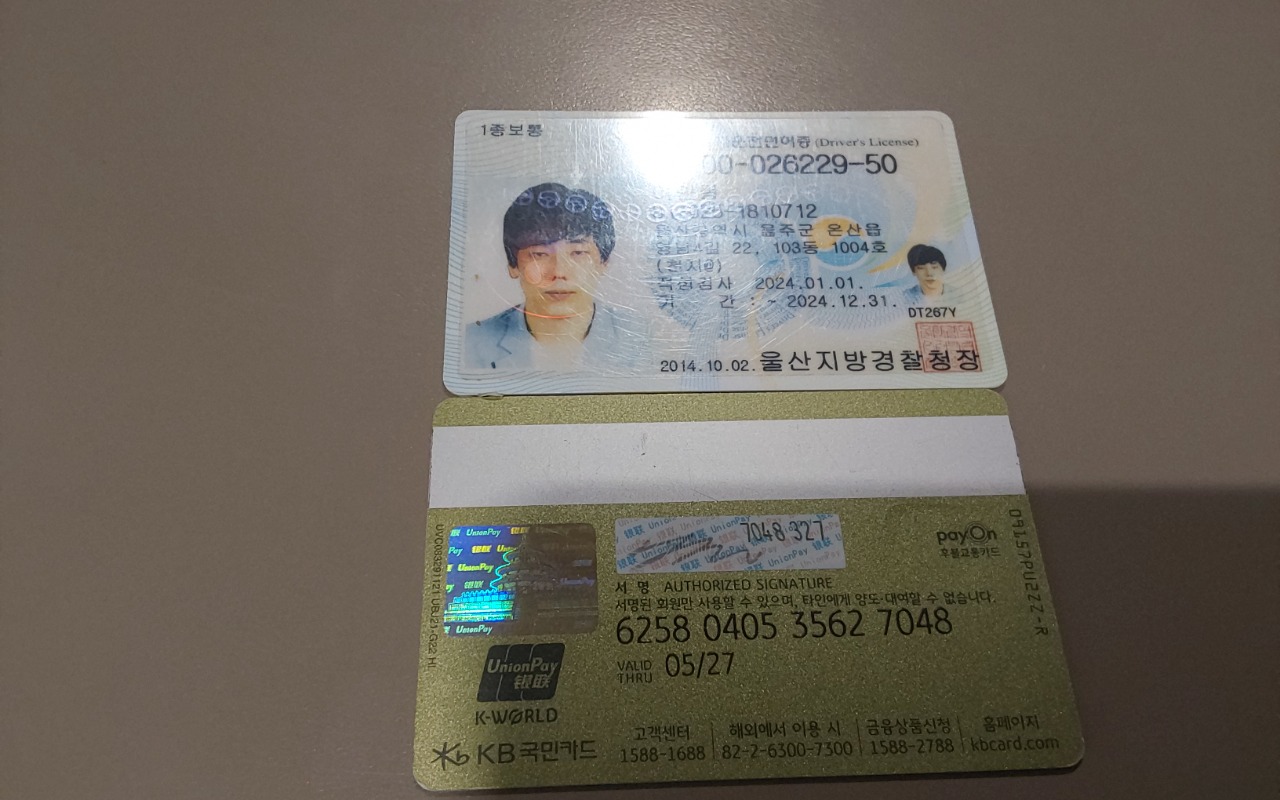 1종보통
(Driver's License)
00-026229-50
1810712
울주군 온산읍
22, 103동 1004호
2024.01.01.
간 : ~ 2024.12.31.
DT267Y
2014.10.02. 울산지방경찰청장
UnionPay
7048 327
payOn
후불교통카드
서 명 AUTHORIZED SIGNATURE
서명된 회원만 사용할 수 있으며, 타인에게 양도·대여할 수 없습니다.
6258 0405 3562 7048
VALID THRU 05/27
UnionPay
银联
K-WORLD
KB국민카드
고객센터 해외에서 이용 시 금융상품신청 홈페이지
1588-1688 82-2-6300-7300 1588-2788 kbcard.com